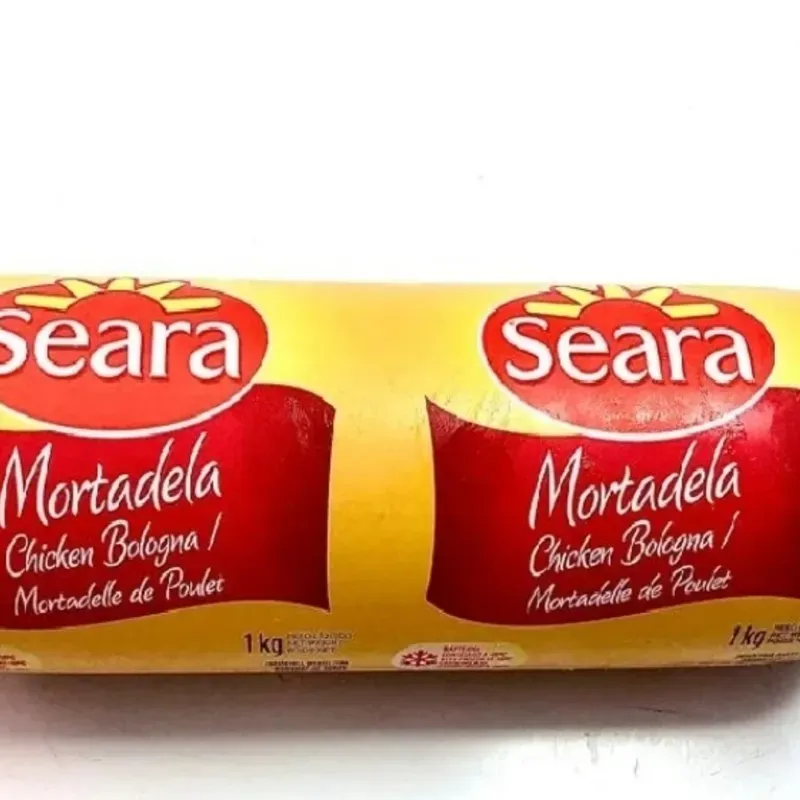 Seara
Mortadela
Chicken Bologna /
Mortadelle de Poulet
1 kg
Seara
Mortadela
Chicken Bologna /
Mortadelle de Poulet
1 kg